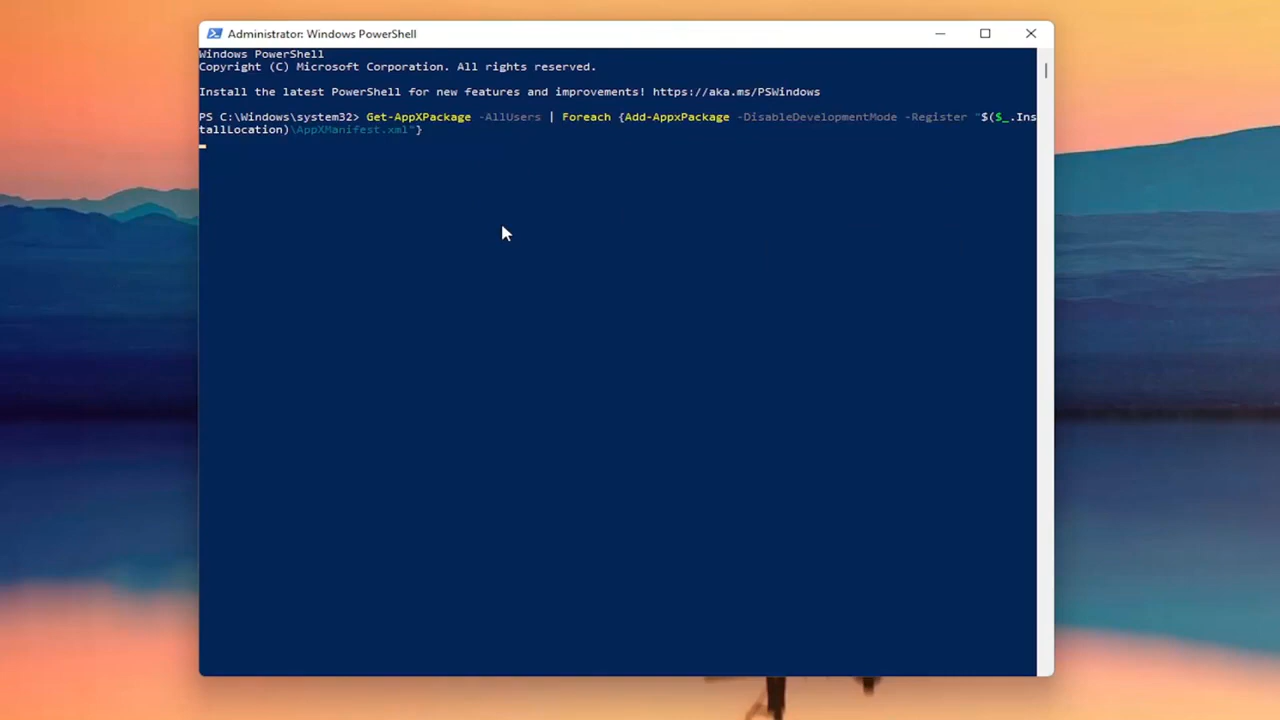 Administrator: Windows PowerShell
Windows PowerShell
Copyright (C) Microsoft Corporation. All rights reserved.
Install the latest PowerShell for new features and improvements! https://aka.ms/PSWindows
PS C:\Windows\system32> Get-AppXPackage -AllUsers | Foreach {Add-AppxPackage -DisableDevelopmentMode -Register "$($_.Ins
tallLocation)\AppXManifest.xml"}